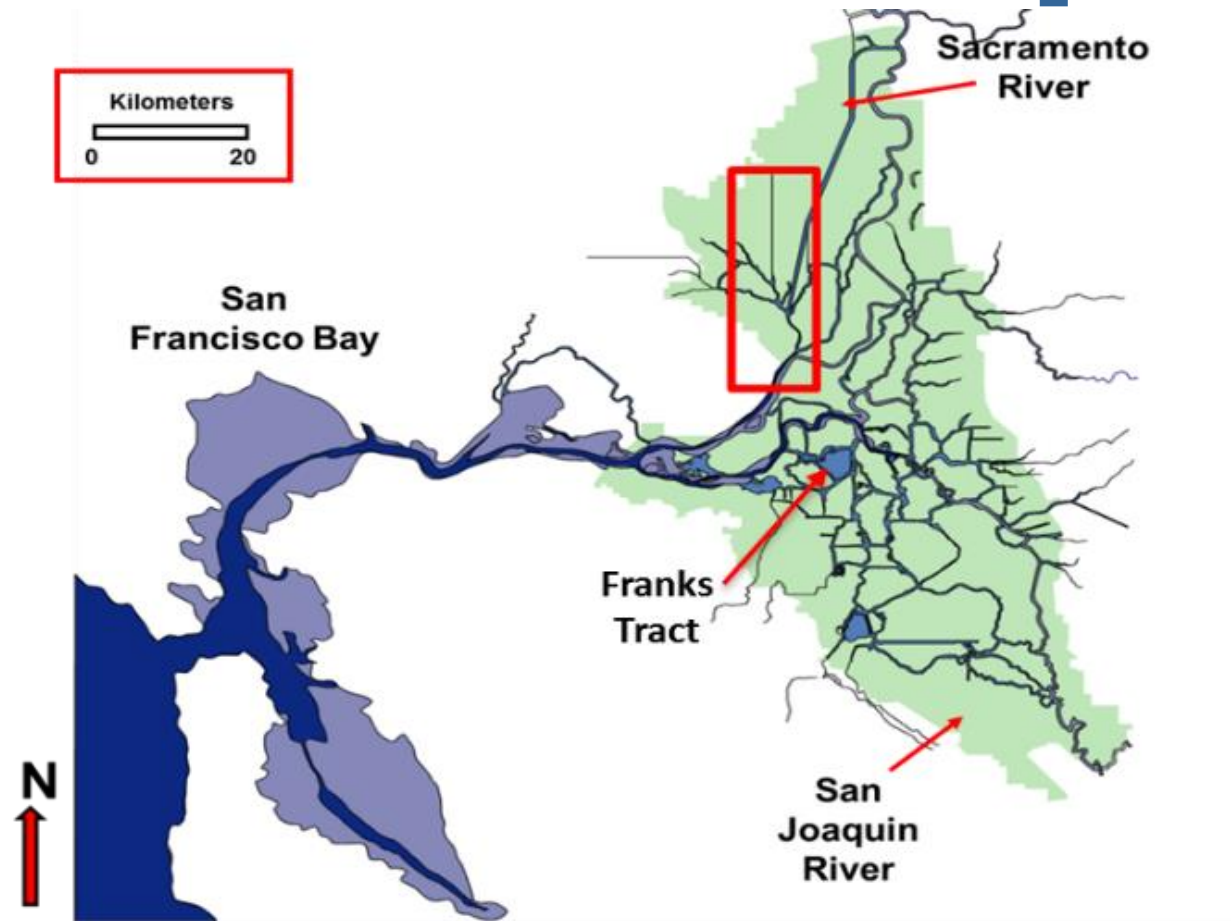 Sacramento
River
Kilometers
0 20
San
Francisco Bay
Franks
Tract
San
Joaquin
River
N